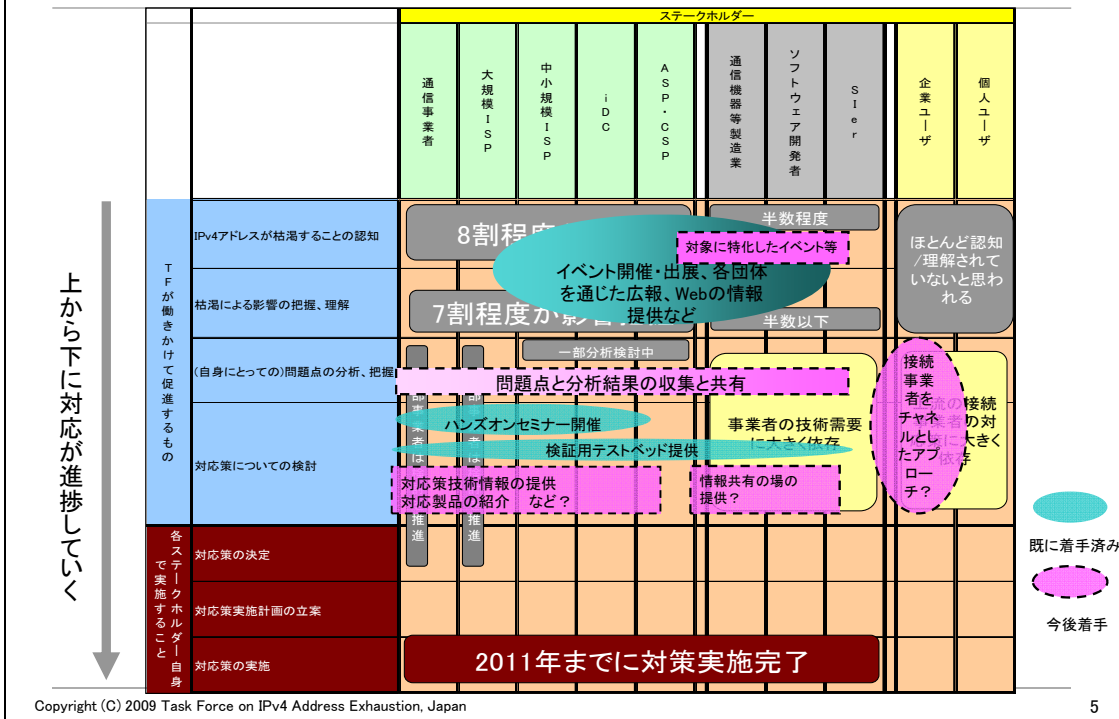 ステークホルダー
通信事業者
大規模ISP
中小規模ISP
iDC
ASP・CSP
通信機器等製造業
ソフトウェア開発者
SIer
企業ユーザ
個人ユーザ
上から下に対応が進捗していく
TFが働きかけて促進するもの
IPv4アドレスが枯渇することの認知
8割程
半数程度
対象に特化したイベント等
ほとんど認知
/理解されて
いないと思わ
れる
イベント開催・出展、各団体
を通じた広報、Webの情報
提供など
枯渇による影響の把握、理解
7割程度が影響
半数以下
(自身にとっての)問題点の分析、把握
一部分析検討中
問題点と分析結果の収集と共有
部事業者は
推進
部事
者は
推進
対応策についての検討
ハンズオンセミナー開催
検証用テストベッド提供
事業者の技術需要
に大きく依存
接続
事業
者を
チャネ
ルとし
たアプ
ロー
チ?
流の接続
の対
に大きく
依存
対応策技術情報の提供
対応製品の紹介 など?
情報共有の場の
提供?
既に着手済み
今後着手
各ステークホルダー自身で実施すること
対応策の決定
対応策実施計画の立案
対応策の実施
2011年までに対策実施完了
Copyright (C) 2009 Task Force on IPv4 Address Exhaustion, Japan
5